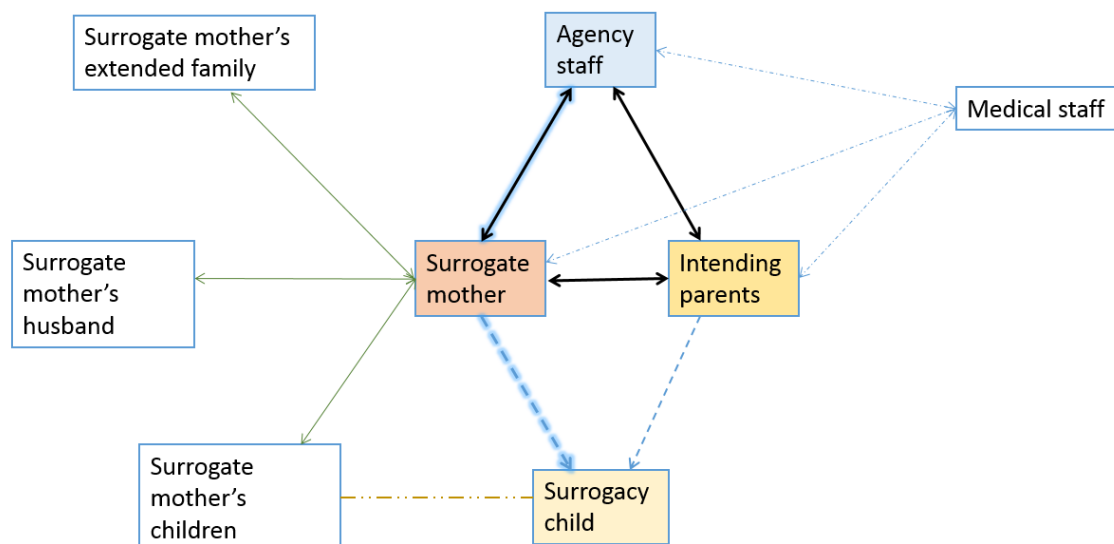 Surrogate mother’s
extended family
Agency
staff
Medical staff
Surrogate
mother’s
husband
Surrogate
mother
Intending
parents
Surrogate
mother’s
children
Surrogacy
child